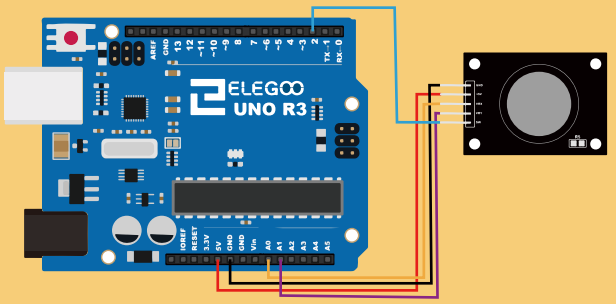 AREF
GND
13
12
~11
~10
~9
8
7
~6
~5
4
~3
2
TX→1
RX←0
ELEGOO
UNO R3
IOREF
RESET
3.3V
5V
GND
GND
Vin
A0
A1
A2
A3
A4
A5